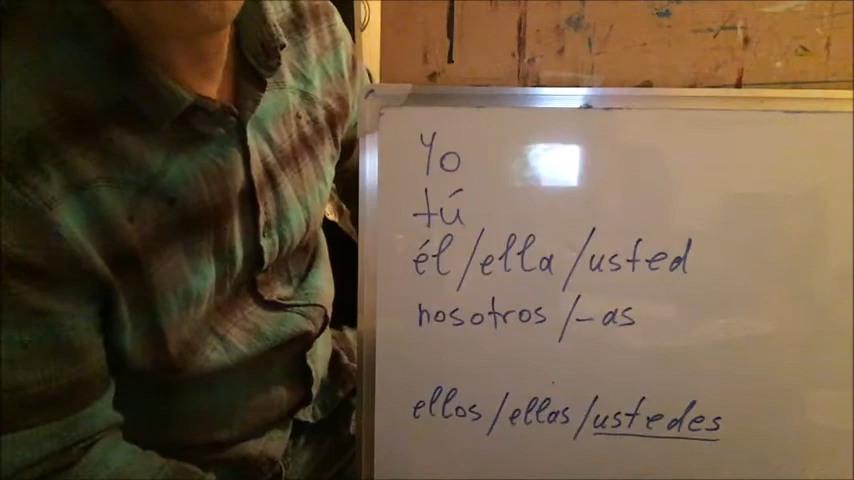 Yo
tú
él/ella/usted
nosotros/-as
ellos/ellas/ustedes